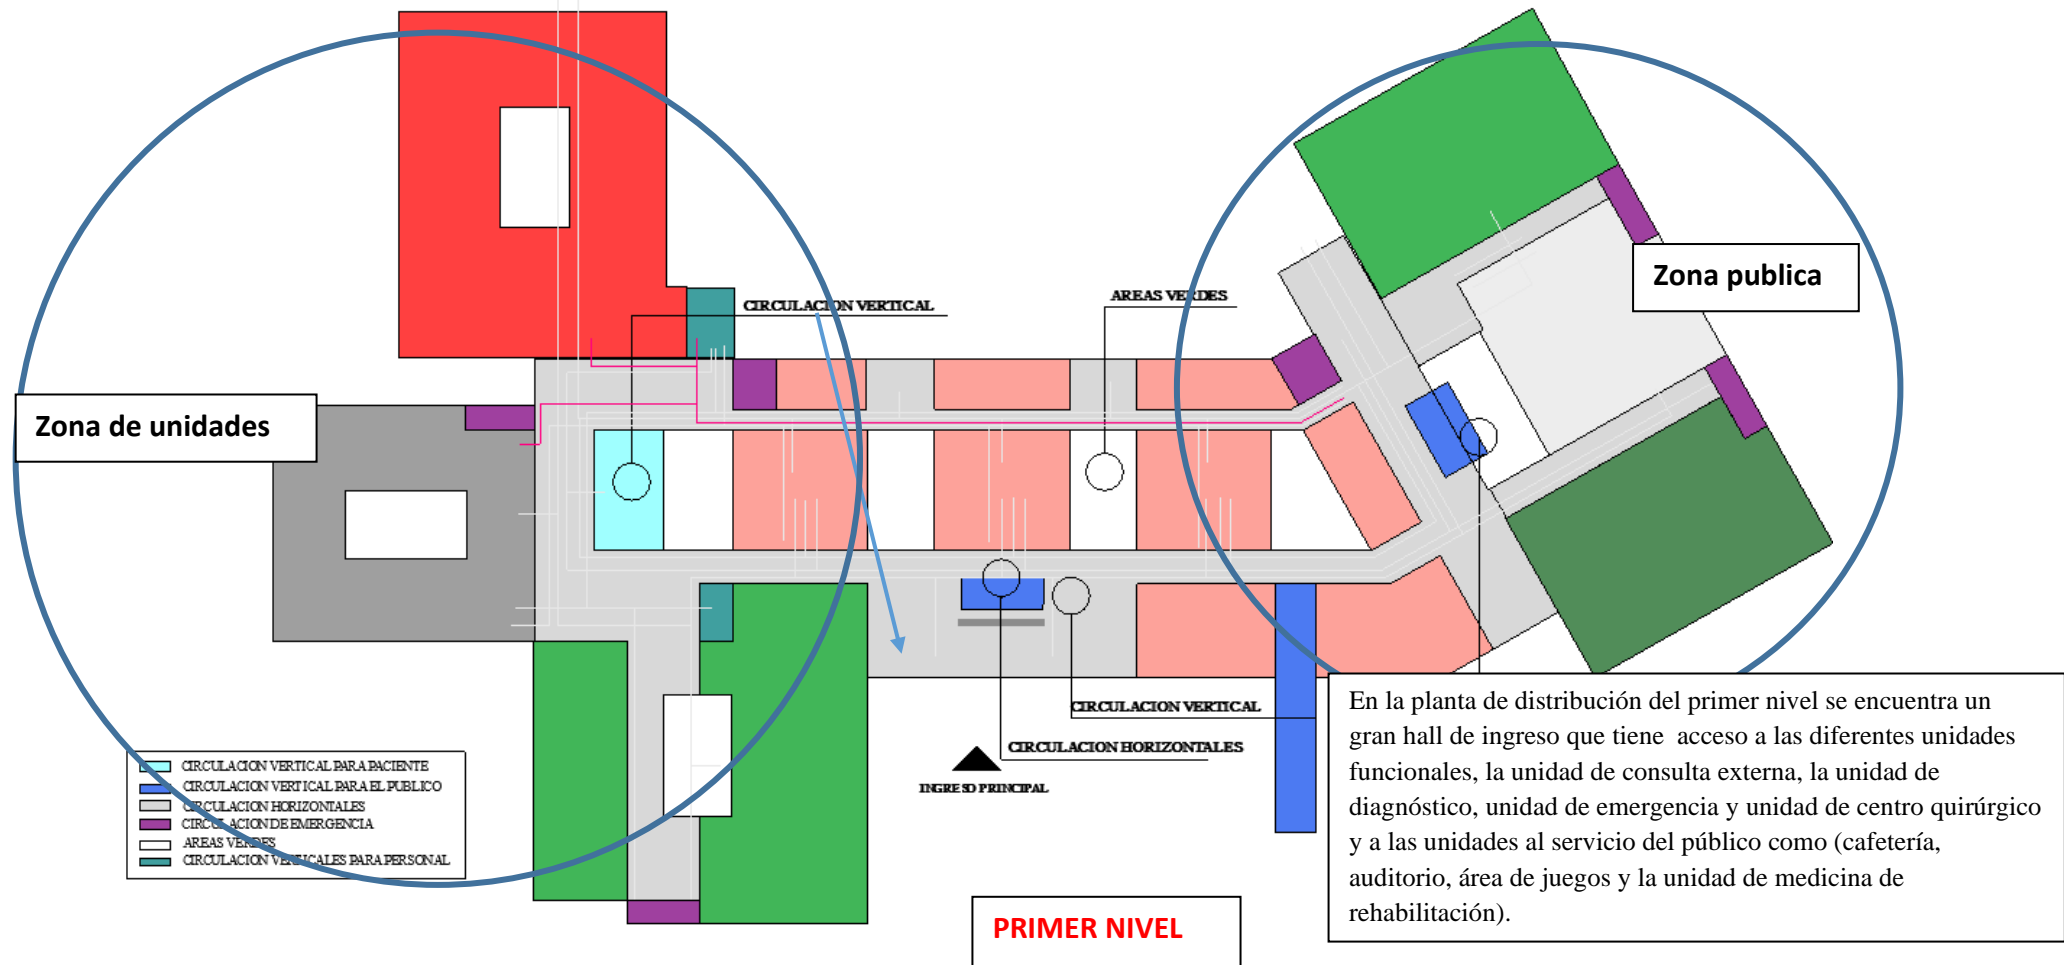 CIRCULACION VERTICAL
AREAS VERDES
Zona publica
Zona de unidades
CIRCULACION VERTICAL
CIRCULACION HORIZONTALES
INGRESO PRINCIPAL
CIRCULACION VERTICAL PARA PACIENTE
CIRCULACION VERTICAL PARA EL PUBLICO
CIRCULACION HORIZONTALES
CIRCULACION DE EMERGENCIA
AREAS VERDES
CIRCULACION VERTICALES PARA PERSONAL
En la planta de distribución del primer nivel se encuentra un
gran hall de ingreso que tiene acceso a las diferentes unidades
funcionales, la unidad de consulta externa, la unidad de
diagnóstico, unidad de emergencia y unidad de centro quirúrgico
y a las unidades al servicio del público como (cafetería,
auditorio, área de juegos y la unidad de medicina de
rehabilitación).
PRIMER NIVEL